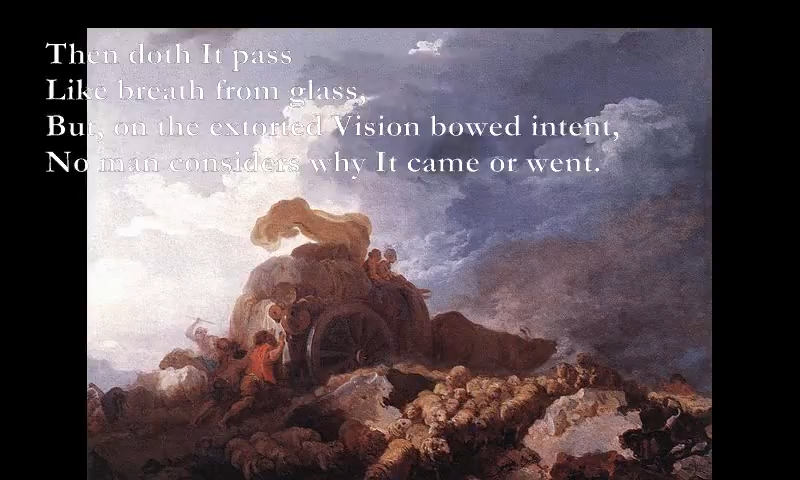 Then doth It pass
Like breath from glass,
But, on the extorted Vision bowed intent,
No man considers why It came or went.